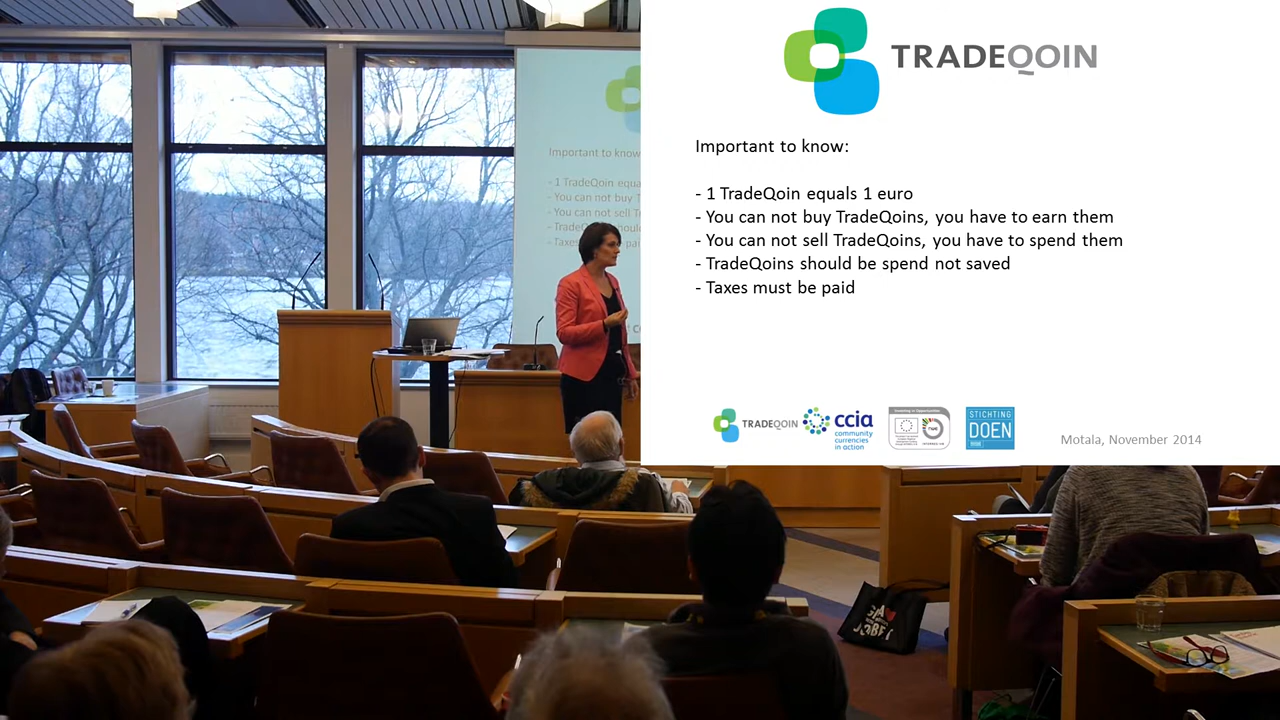 TRADEQOIN
Important to know:
- 1 TradeQoin equals 1 euro
- You can not buy TradeQoins, you have to earn them
- You can not sell TradeQoins, you have to spend them
- TradeQoins should be spend not saved
- Taxes must be paid
TRADEQOIN
ccia
community
currencies
in action
STICHTING
DOEN
Motala, November 2014
Important to know
- 1 TradeQoin equa
- You can not buy T
- You can not sell T